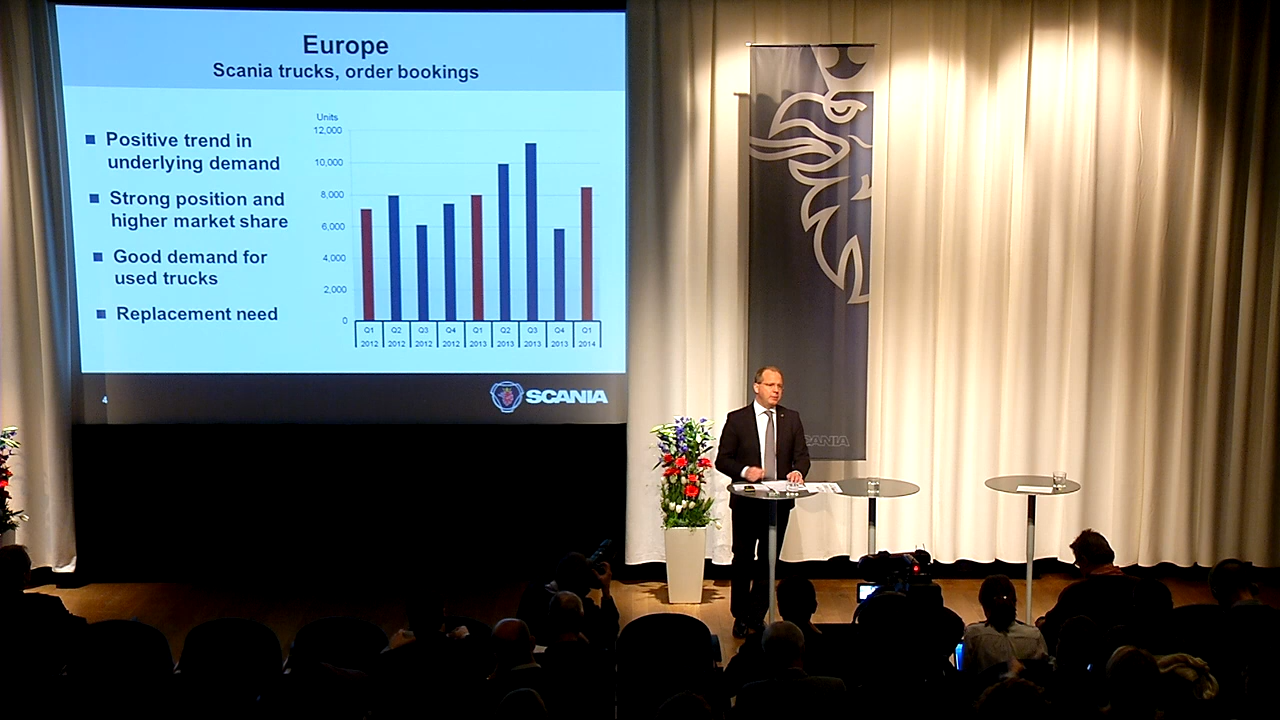 Europe
Scania trucks, order bookings
Positive trend in
underlying demand
Strong position and
higher market share
Good demand for
used trucks
Replacement need
Units
12,000
10,000
8,000
6,000
4,000
2,000
0
Q1 Q2 Q3 Q4 Q1 Q2 Q3 Q4 Q1
2012 2012 2012 2012 2013 2013 2013 2013 2014
4
SCANIA
SCANIA